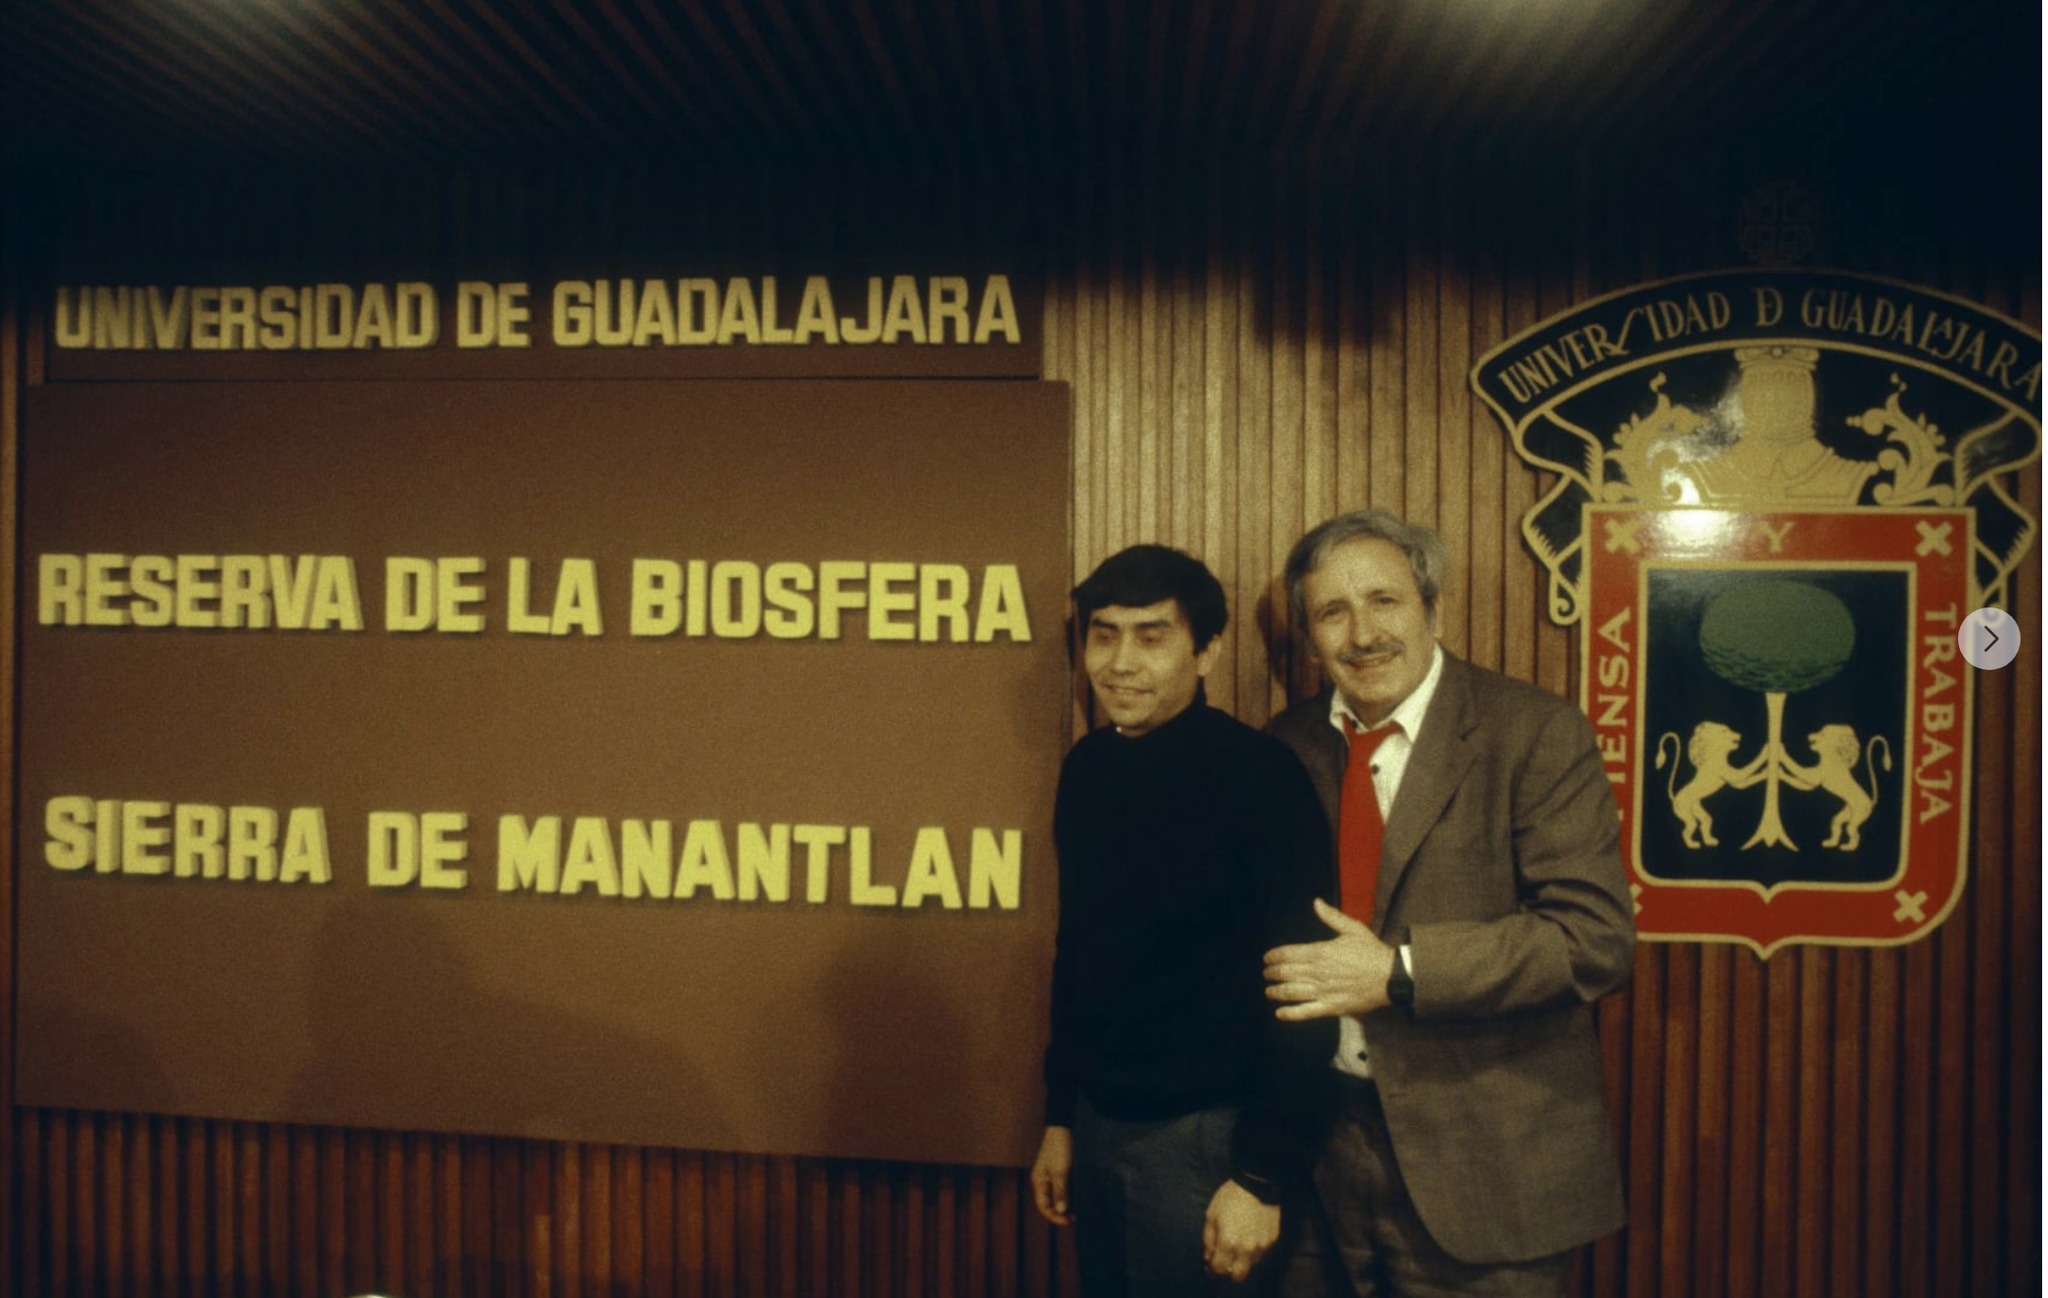 UNIVERSIDAD DE GUADALAJARA
RESERVA DE LA BIOSFERA
SIERRA DE MANANTLAN
UNIVERSIDAD D GUADALAJARA
PIENSA Y TRABAJA